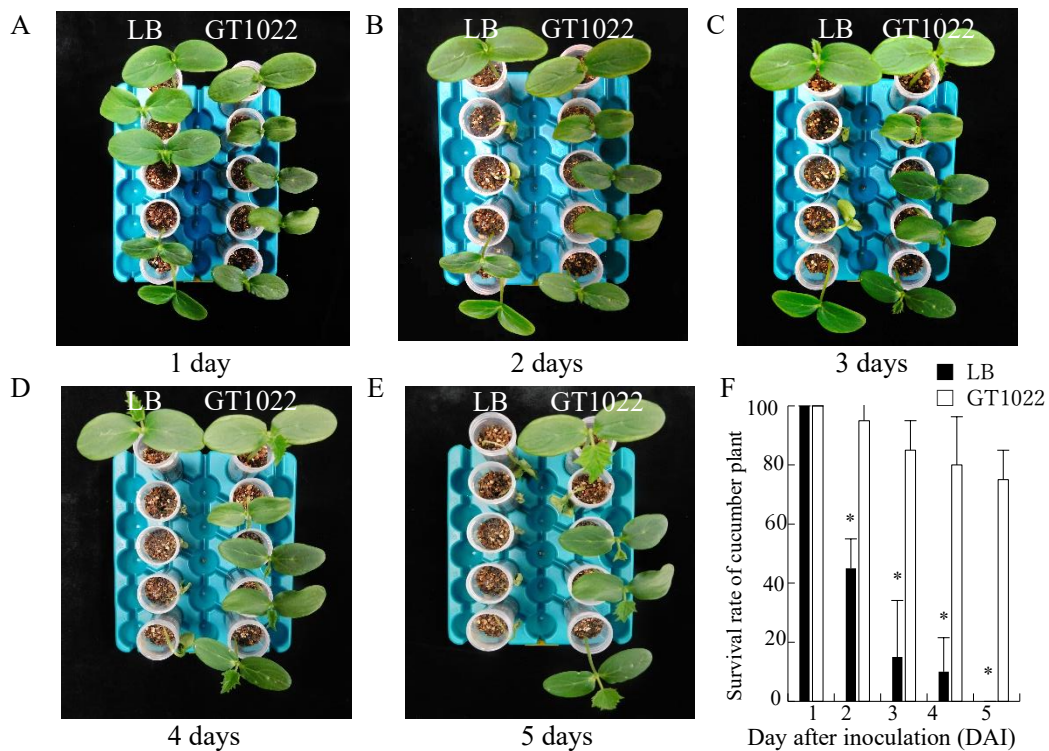 A
LB GT1022
1 day
B
LB GT1022
2 days
C
LB GT1022
3 days
D
LB GT1022
4 days
E
LB GT1022
5 days
F
LB
GT1022
Survival rate of cucumber plant
100
80
60
40
20
0
* * * *
1 2 3 4 5
Day after inoculation (DAI)